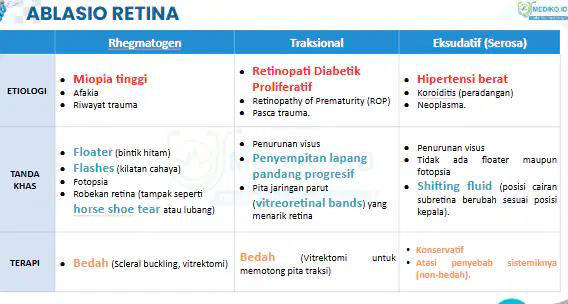 ABLASIO RETINA
MEDIKO.ID
Rhegmatogen
Traksional
Eksudatif (Serosa)
ETIOLOGI
• Miopia tinggi
• Afakia
• Riwayat trauma
• Retinopati Diabetik
Proliferatif
• Retinopathy of Prematurity (ROP)
• Pasca trauma.
• Hipertensi berat
• Koroiditis (peradangan)
• Neoplasma.
TANDA
KHAS
• Floater (bintik hitam)
• Flashes (kilatan cahaya)
• Fotopsia
• Robekan retina (tampak seperti
horse shoe tear atau lubang)
• Penurunan visus
• Penyempitan lapang
pandang progresif
• Pita jaringan parut
(vitreoretinal bands) yang
menarik retina
• Penurunan visus
• Tidak ada floater maupun
fotopsia
• Shifting fluid (posisi cairan
subretina berubah sesuai posisi
kepala).
TERAPI
• Bedah (Scleral buckling, vitrektomi)
Bedah (Vitrektomi untuk
memotong pita traksi)
• Konservatif
• Atasi penyebab sistemiknya
(non-bedah).